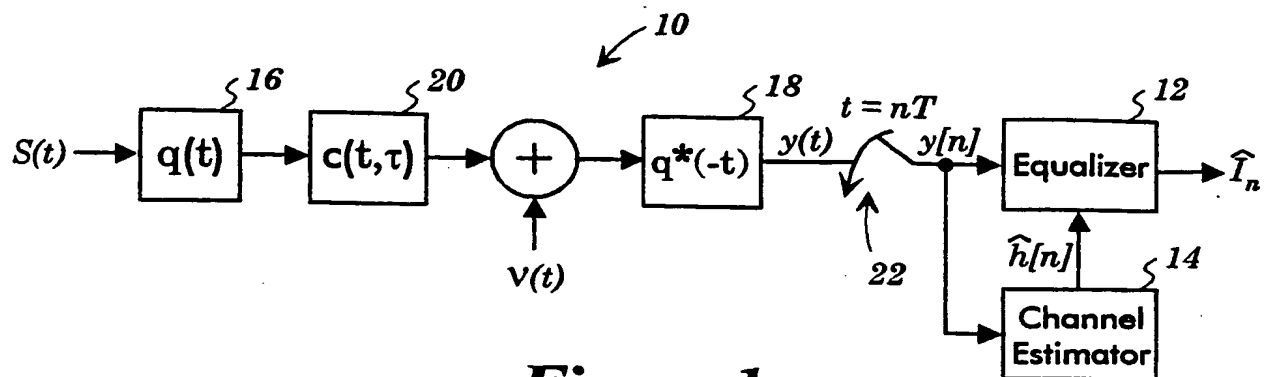 10
16
20
18
t = nT
12
S(t)
q(t)
c(t,τ)
+
q*(-t)
y(t)
y[n]
Equalizer
Î_n
ν(t)
22
ĥ[n]
14
Channel
Estimator